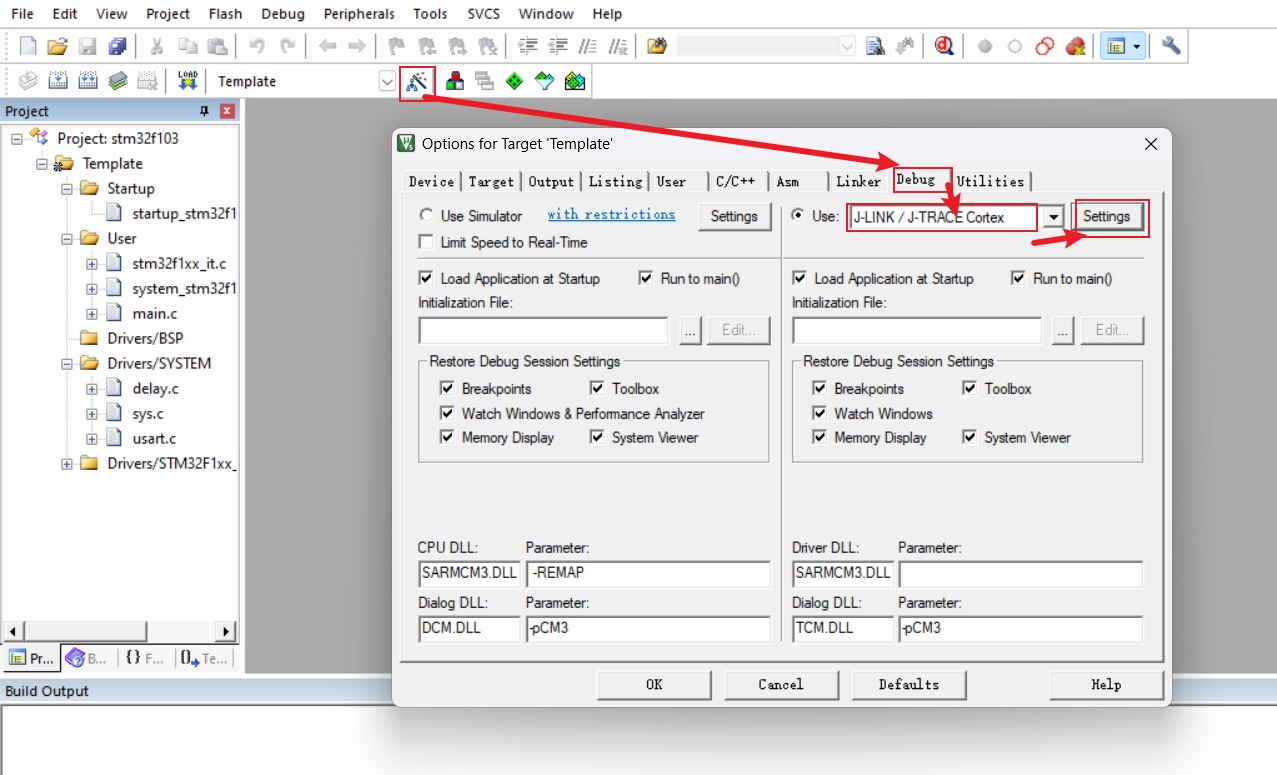 File Edit View Project Flash Debug Peripherals Tools SVCS Window Help
LOAD
Template
Project
Project: stm32f103
Template
Startup
startup_stm32f1
User
stm32f1xx_it.c
system_stm32f1
main.c
Drivers/BSP
Drivers/SYSTEM
delay.c
sys.c
usart.c
Drivers/STM32F1xx_
Pr... B... {} F... 0 Te...
Build Output
Options for Target 'Template'
Device Target Output Listing User C/C++ Asm Linker Debug Utilities
Use Simulator with restrictions Settings
Limit Speed to Real-Time
Use: J-LINK / J-TRACE Cortex Settings
Load Application at Startup Run to main()
Initialization File:
... Edit...
Restore Debug Session Settings
Breakpoints Toolbox
Watch Windows & Performance Analyzer
Memory Display System Viewer
Load Application at Startup Run to main()
Initialization File:
... Edit...
Restore Debug Session Settings
Breakpoints Toolbox
Watch Windows
Memory Display System Viewer
CPU DLL: Parameter:
SARMCM3.DLL -REMAP
Dialog DLL: Parameter:
DCM.DLL -pCM3
Driver DLL: Parameter:
SARMCM3.DLL
Dialog DLL: Parameter:
TCM.DLL -pCM3
OK Cancel Defaults Help